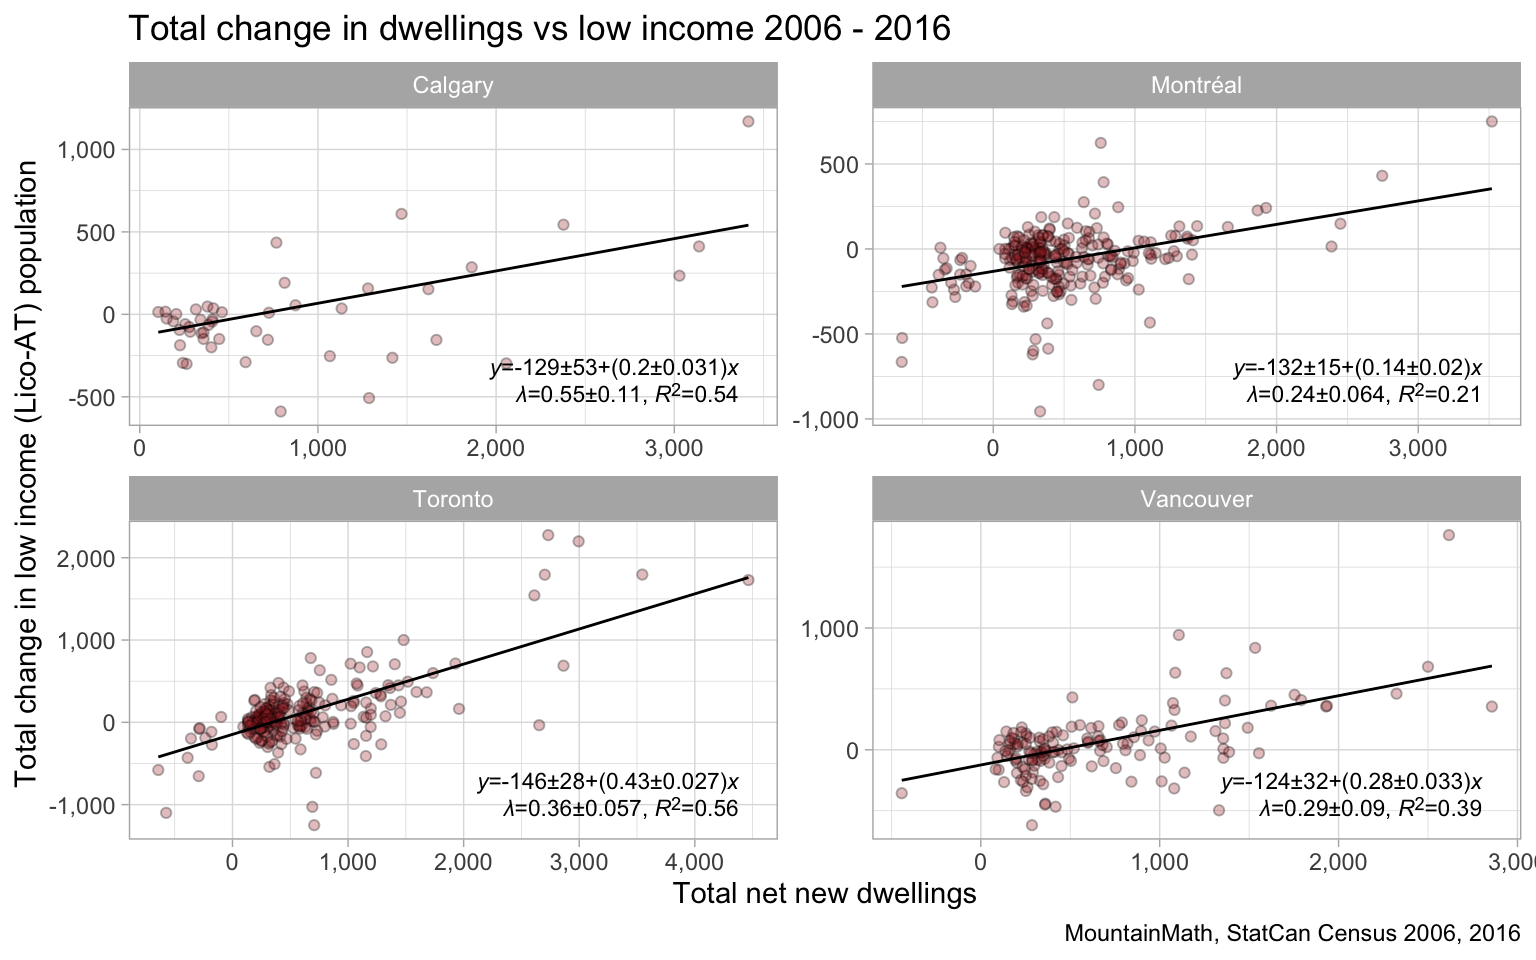 Total change in dwellings vs low income 2006 - 2016
Total change in low income (Lico-AT) population
Calgary
1,000
500
0
-500
y=-129±53+(0.2±0.031)x
λ=0.55±0.11, R²=0.54
0 1,000 2,000 3,000
Montréal
500
0
-500
-1,000
y=-132±15+(0.14±0.02)x
λ=0.24±0.064, R²=0.21
0 1,000 2,000 3,000
Toronto
2,000
1,000
0
-1,000
y=-146±28+(0.43±0.027)x
λ=0.36±0.057, R²=0.56
0 1,000 2,000 3,000 4,000
Vancouver
1,000
0
y=-124±32+(0.28±0.033)x
λ=0.29±0.09, R²=0.39
0 1,000 2,000 3,00
Total net new dwellings
MountainMath, StatCan Census 2006, 2016